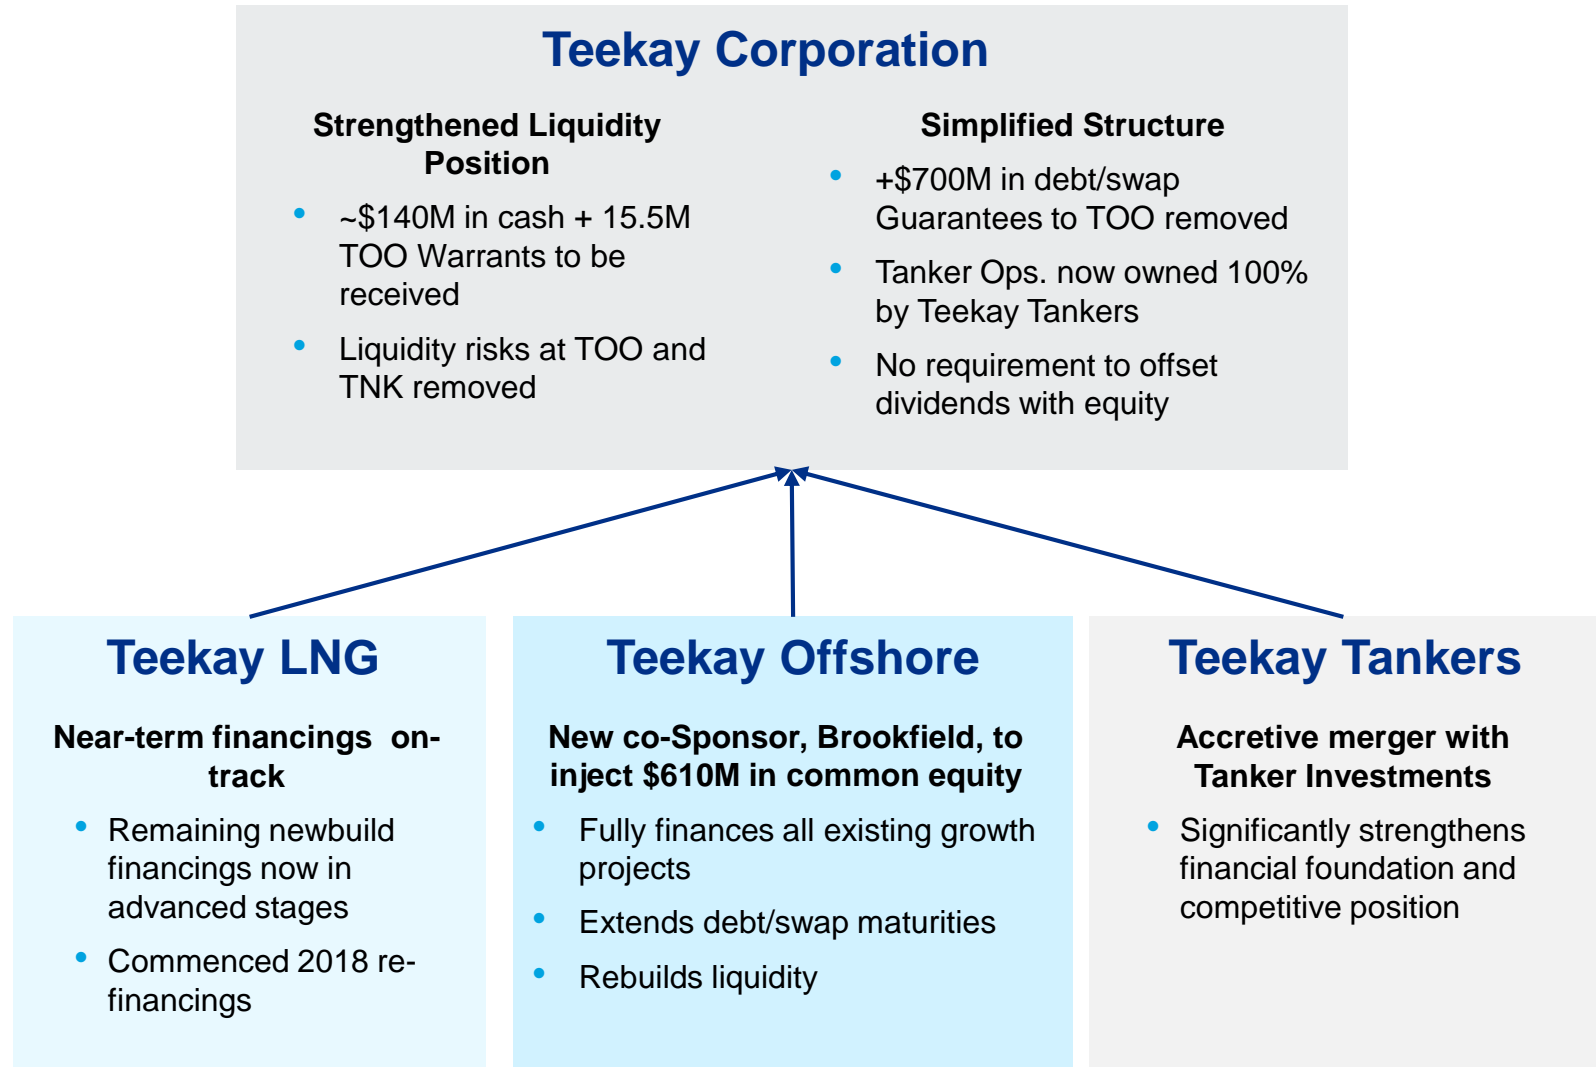 Teekay Corporation
Strengthened Liquidity
Position
• ~$140M in cash + 15.5M
TOO Warrants to be
received
• Liquidity risks at TOO and
TNK removed
Simplified Structure
• +$700M in debt/swap
Guarantees to TOO removed
• Tanker Ops. now owned 100%
by Teekay Tankers
• No requirement to offset
dividends with equity
Teekay LNG
Near-term financings  on-
track
• Remaining newbuild
financings now in
advanced stages
• Commenced 2018 re-
financings
Teekay Offshore
New co-Sponsor, Brookfield, to
inject $610M in common equity
• Fully finances all existing growth
projects
• Extends debt/swap maturities
• Rebuilds liquidity
Teekay Tankers
Accretive merger with
Tanker Investments
• Significantly strengthens
financial foundation and
competitive position